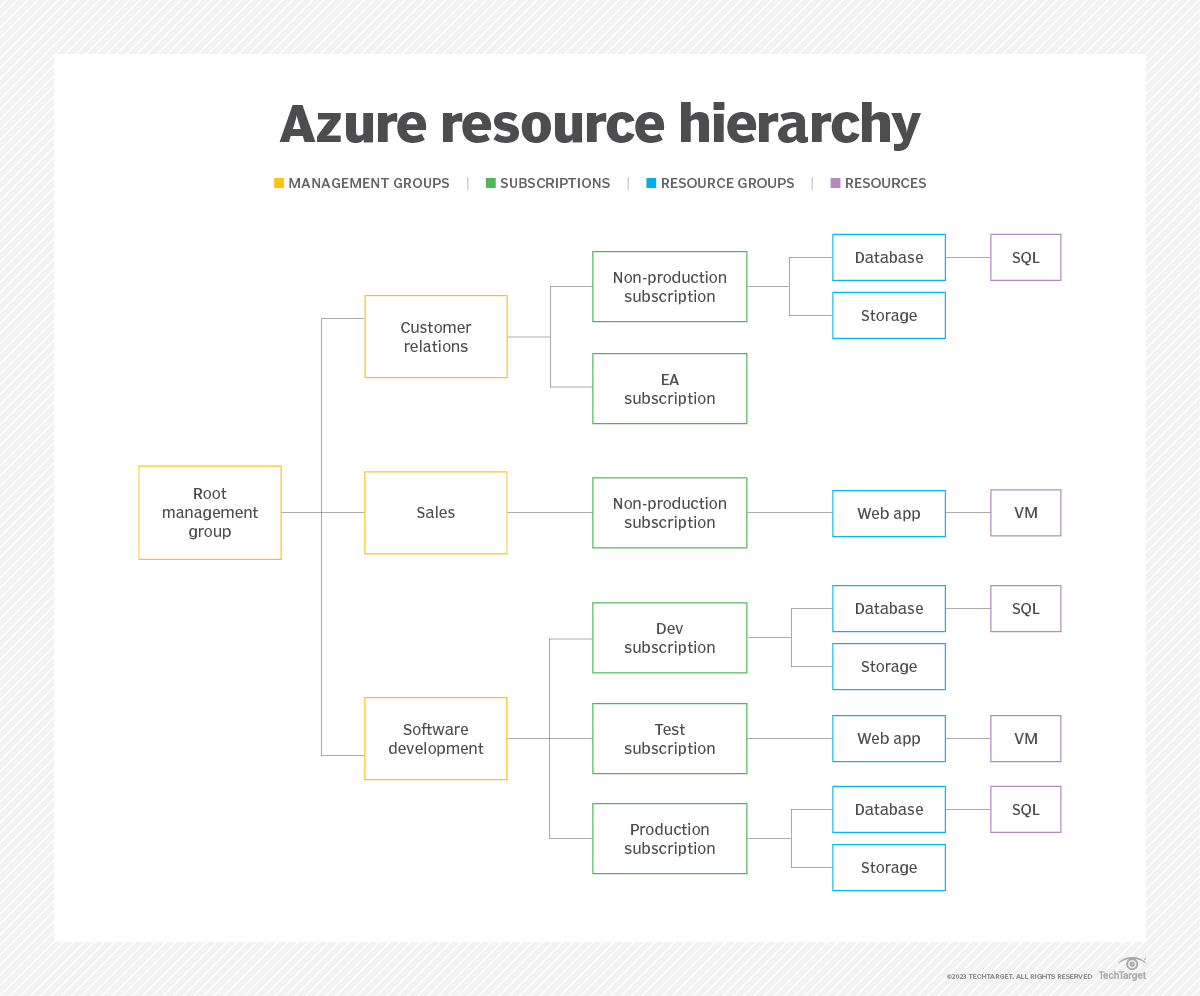 Azure resource hierarchy
MANAGEMENT GROUPS | SUBSCRIPTIONS | RESOURCE GROUPS | RESOURCES
Root
management
group
Customer
relations
Non-production
subscription
Database
SQL
Storage
EA
subscription
Sales
Non-production
subscription
Web app
VM
Software
development
Dev
subscription
Database
SQL
Storage
Test
subscription
Web app
VM
Production
subscription
Database
SQL
Storage
©2023 TECHTARGET. ALL RIGHTS RESERVED
TechTarget